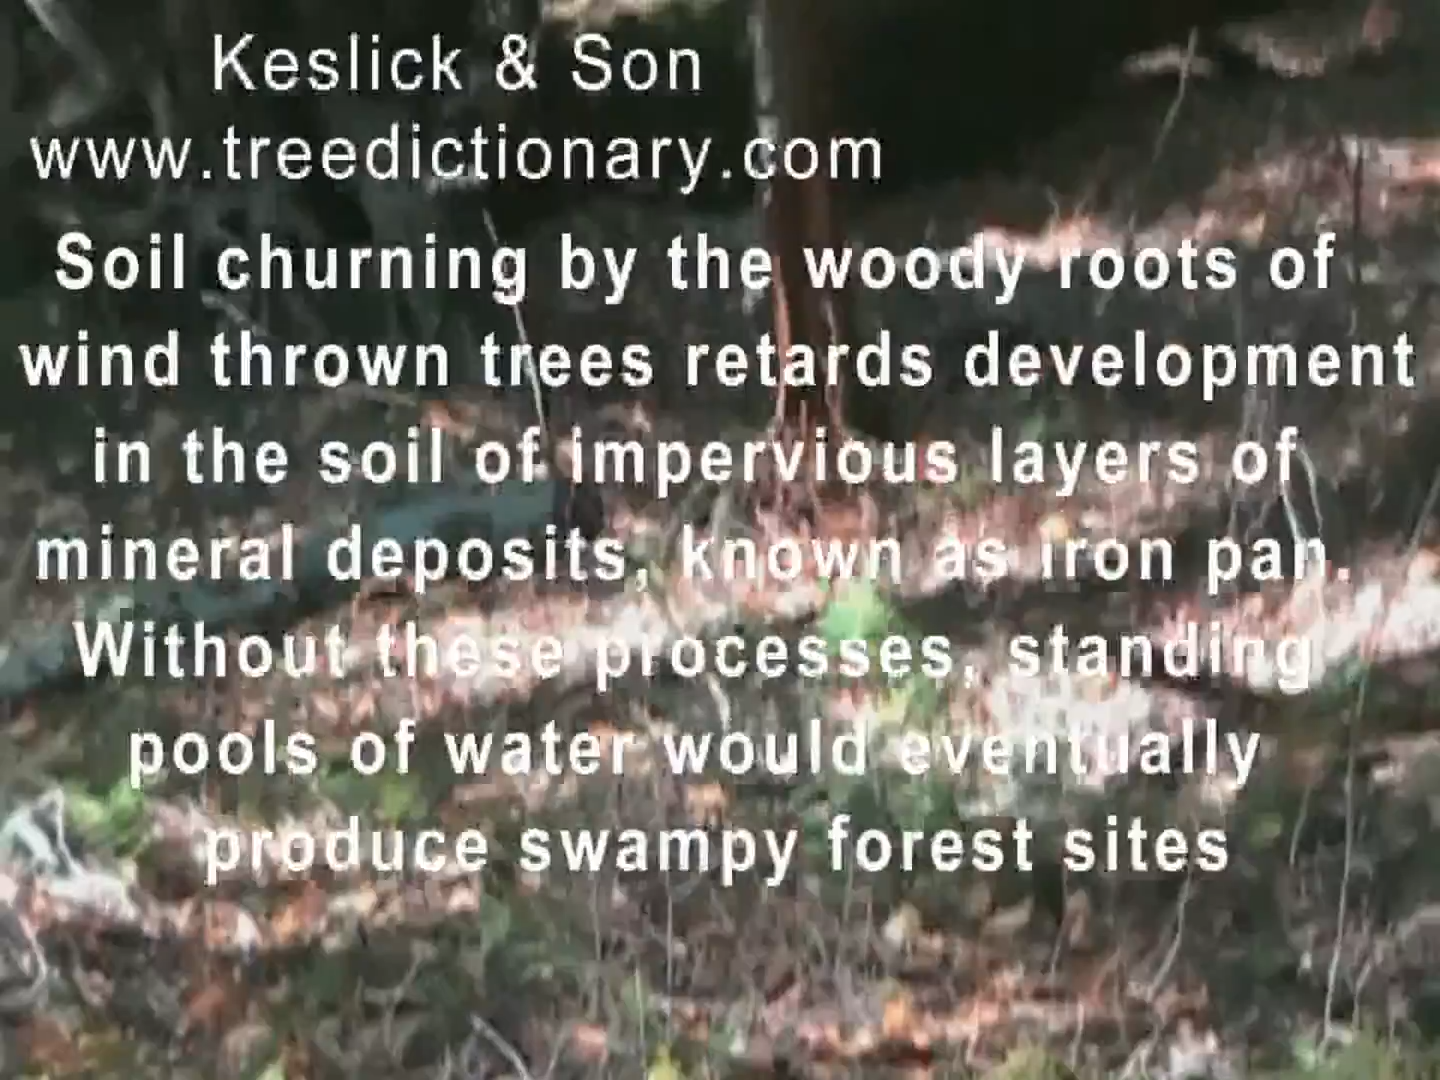 Keslick & Son
www.treedictionary.com
Soil churning by the woody roots of
wind thrown trees retards development
in the soil of impervious layers of
mineral deposits, known as iron pan.
Without these processes, standing
pools of water would eventually
produce swampy forest sites